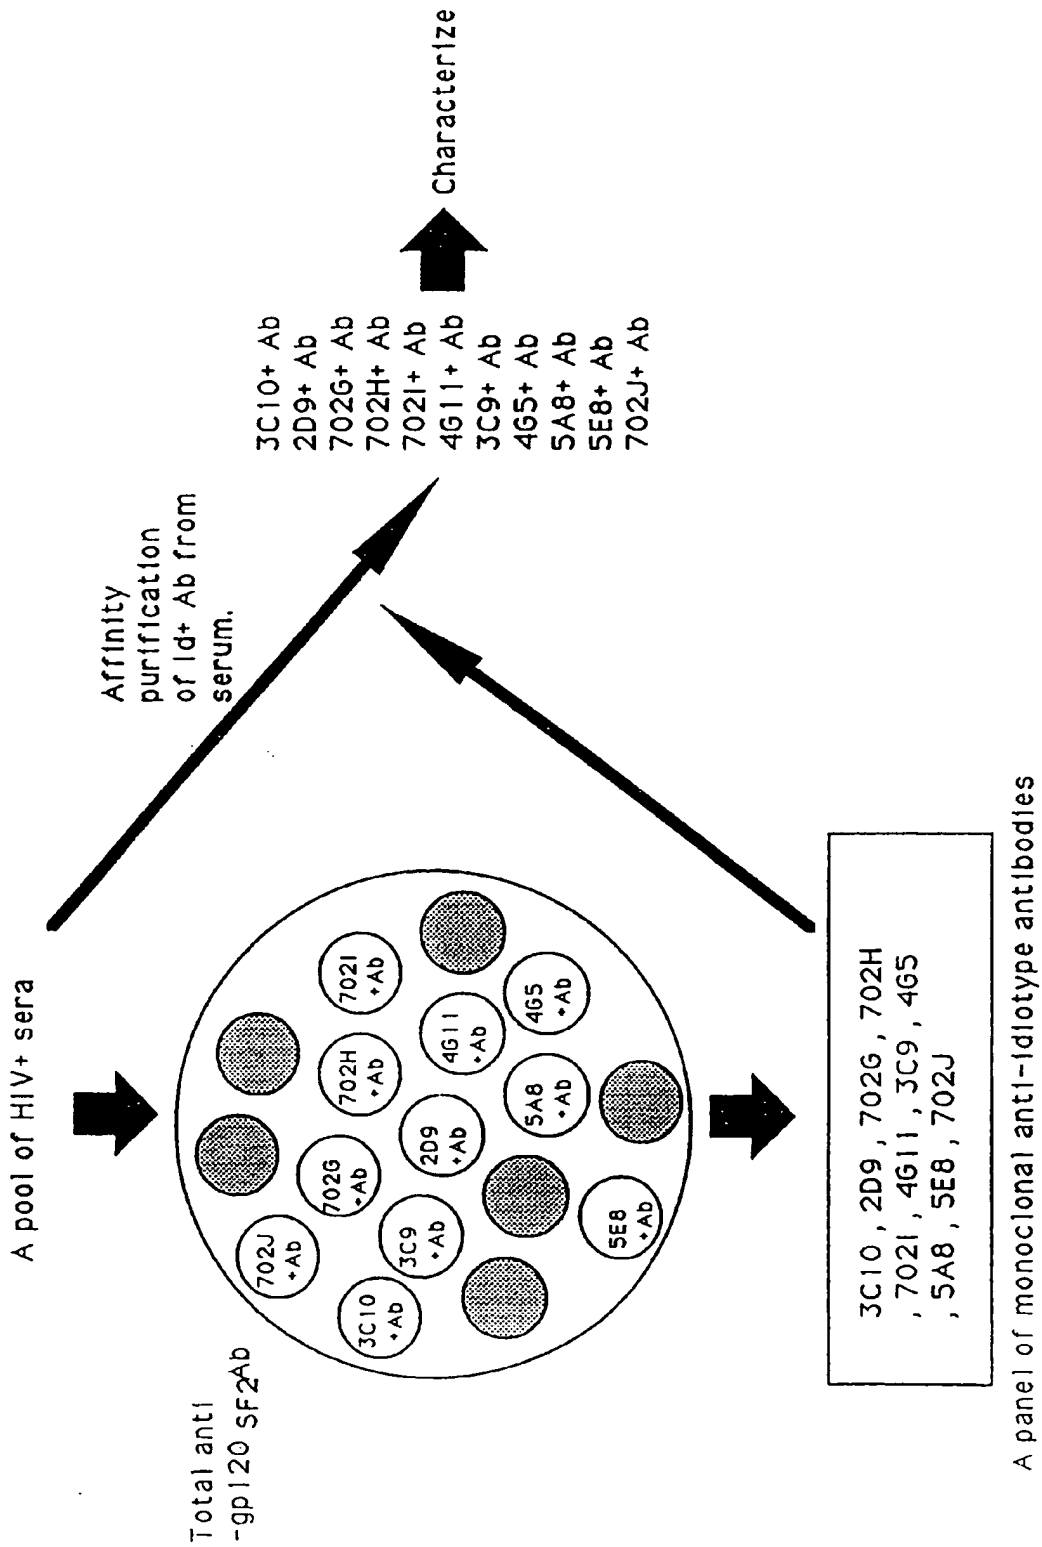 A pool of HIV+ sera
Total anti
-gp120 SF2Ab
702J
+Ab
3C10
+Ab
702G
+Ab
3C9
+Ab
702H
+Ab
702I
+Ab
2D9
+Ab
4G11
+Ab
5A8
+Ab
4G5
+Ab
5E8
+Ab
Affinity
purification
of Id+ Ab from
serum.
3C10+ Ab
2D9+ Ab
702G+ Ab
702H+ Ab
702I+ Ab
4G11+ Ab
3C9+ Ab
4G5+ Ab
5A8+ Ab
5E8+ Ab
702J+ Ab
Characterize
3C10 , 2D9 , 702G , 702H
, 702I , 4G11 , 3C9 , 4G5
, 5A8 , 5E8 , 702J
A panel of monoclonal anti-idiotype antibodies